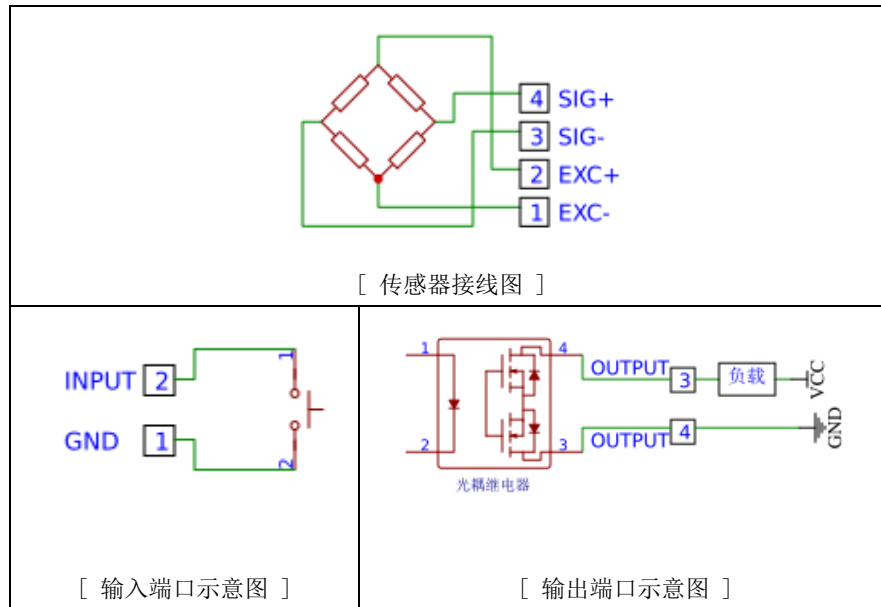 4 SIG+
3 SIG-
2 EXC+
1 EXC-
[ 传感器接线图 ]
1
INPUT 2
GND 1
2
[ 输入端口示意图 ]
1
4
OUTPUT 3
负载
VCC
2
3
OUTPUT 4
GND
光耦继电器
[ 输出端口示意图 ]